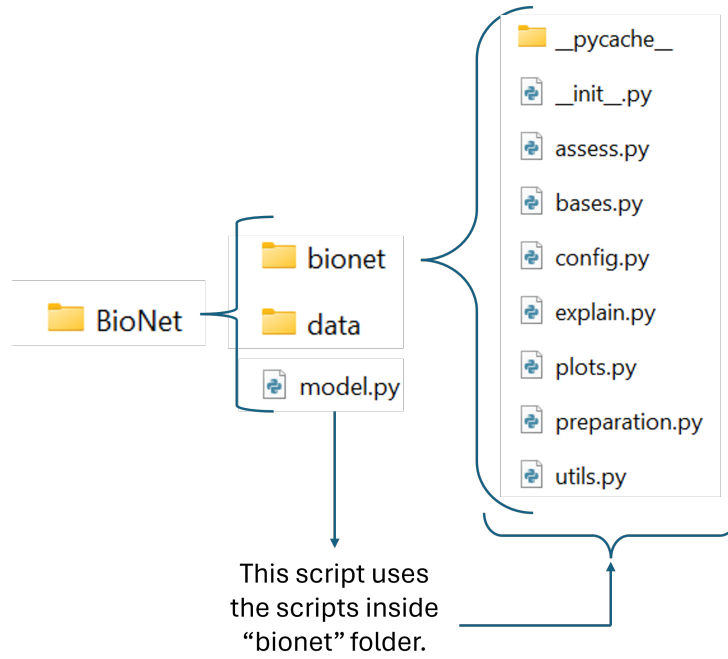 BioNet
bionet
data
model.py
__pycache__
__init__.py
assess.py
bases.py
config.py
explain.py
plots.py
preparation.py
utils.py
This script uses
the scripts inside
“bionet” folder.